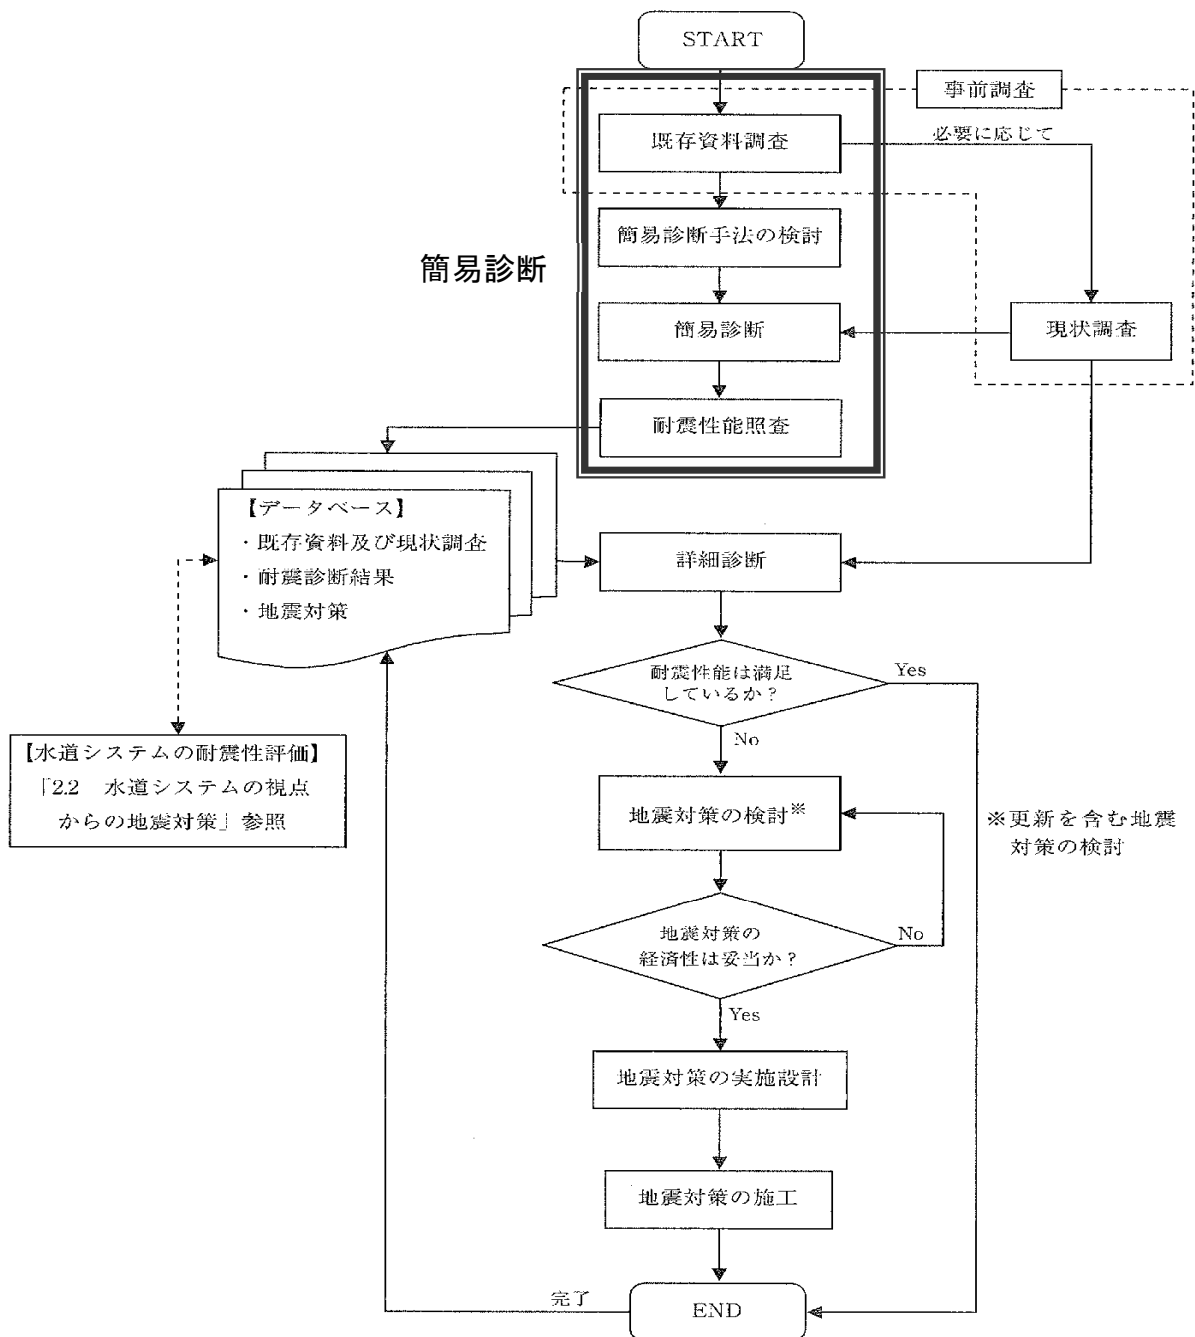 START
事前調査
必要に応じて
既存資料調査
簡易診断手法の検討
簡易診断
簡易診断
現状調査
耐震性能照査
【データベース】
・既存資料及び現状調査
・耐震診断結果
・地震対策
詳細診断
耐震性能は満足
しているか？
Yes
No
【水道システムの耐震性評価】
「2.2 水道システムの視点
からの地震対策」参照
地震対策の検討※
※更新を含む地震
対策の検討
地震対策の
経済性は妥当か？
No
Yes
地震対策の実施設計
地震対策の施工
完了
END